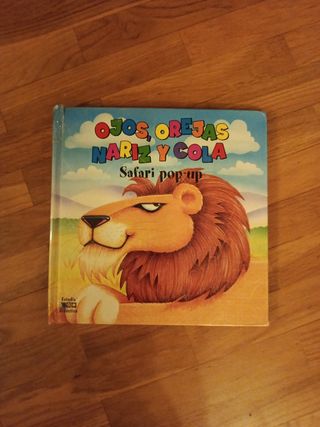 OJOS, OREJAS
NARIZ Y COLA
Safari pop-up